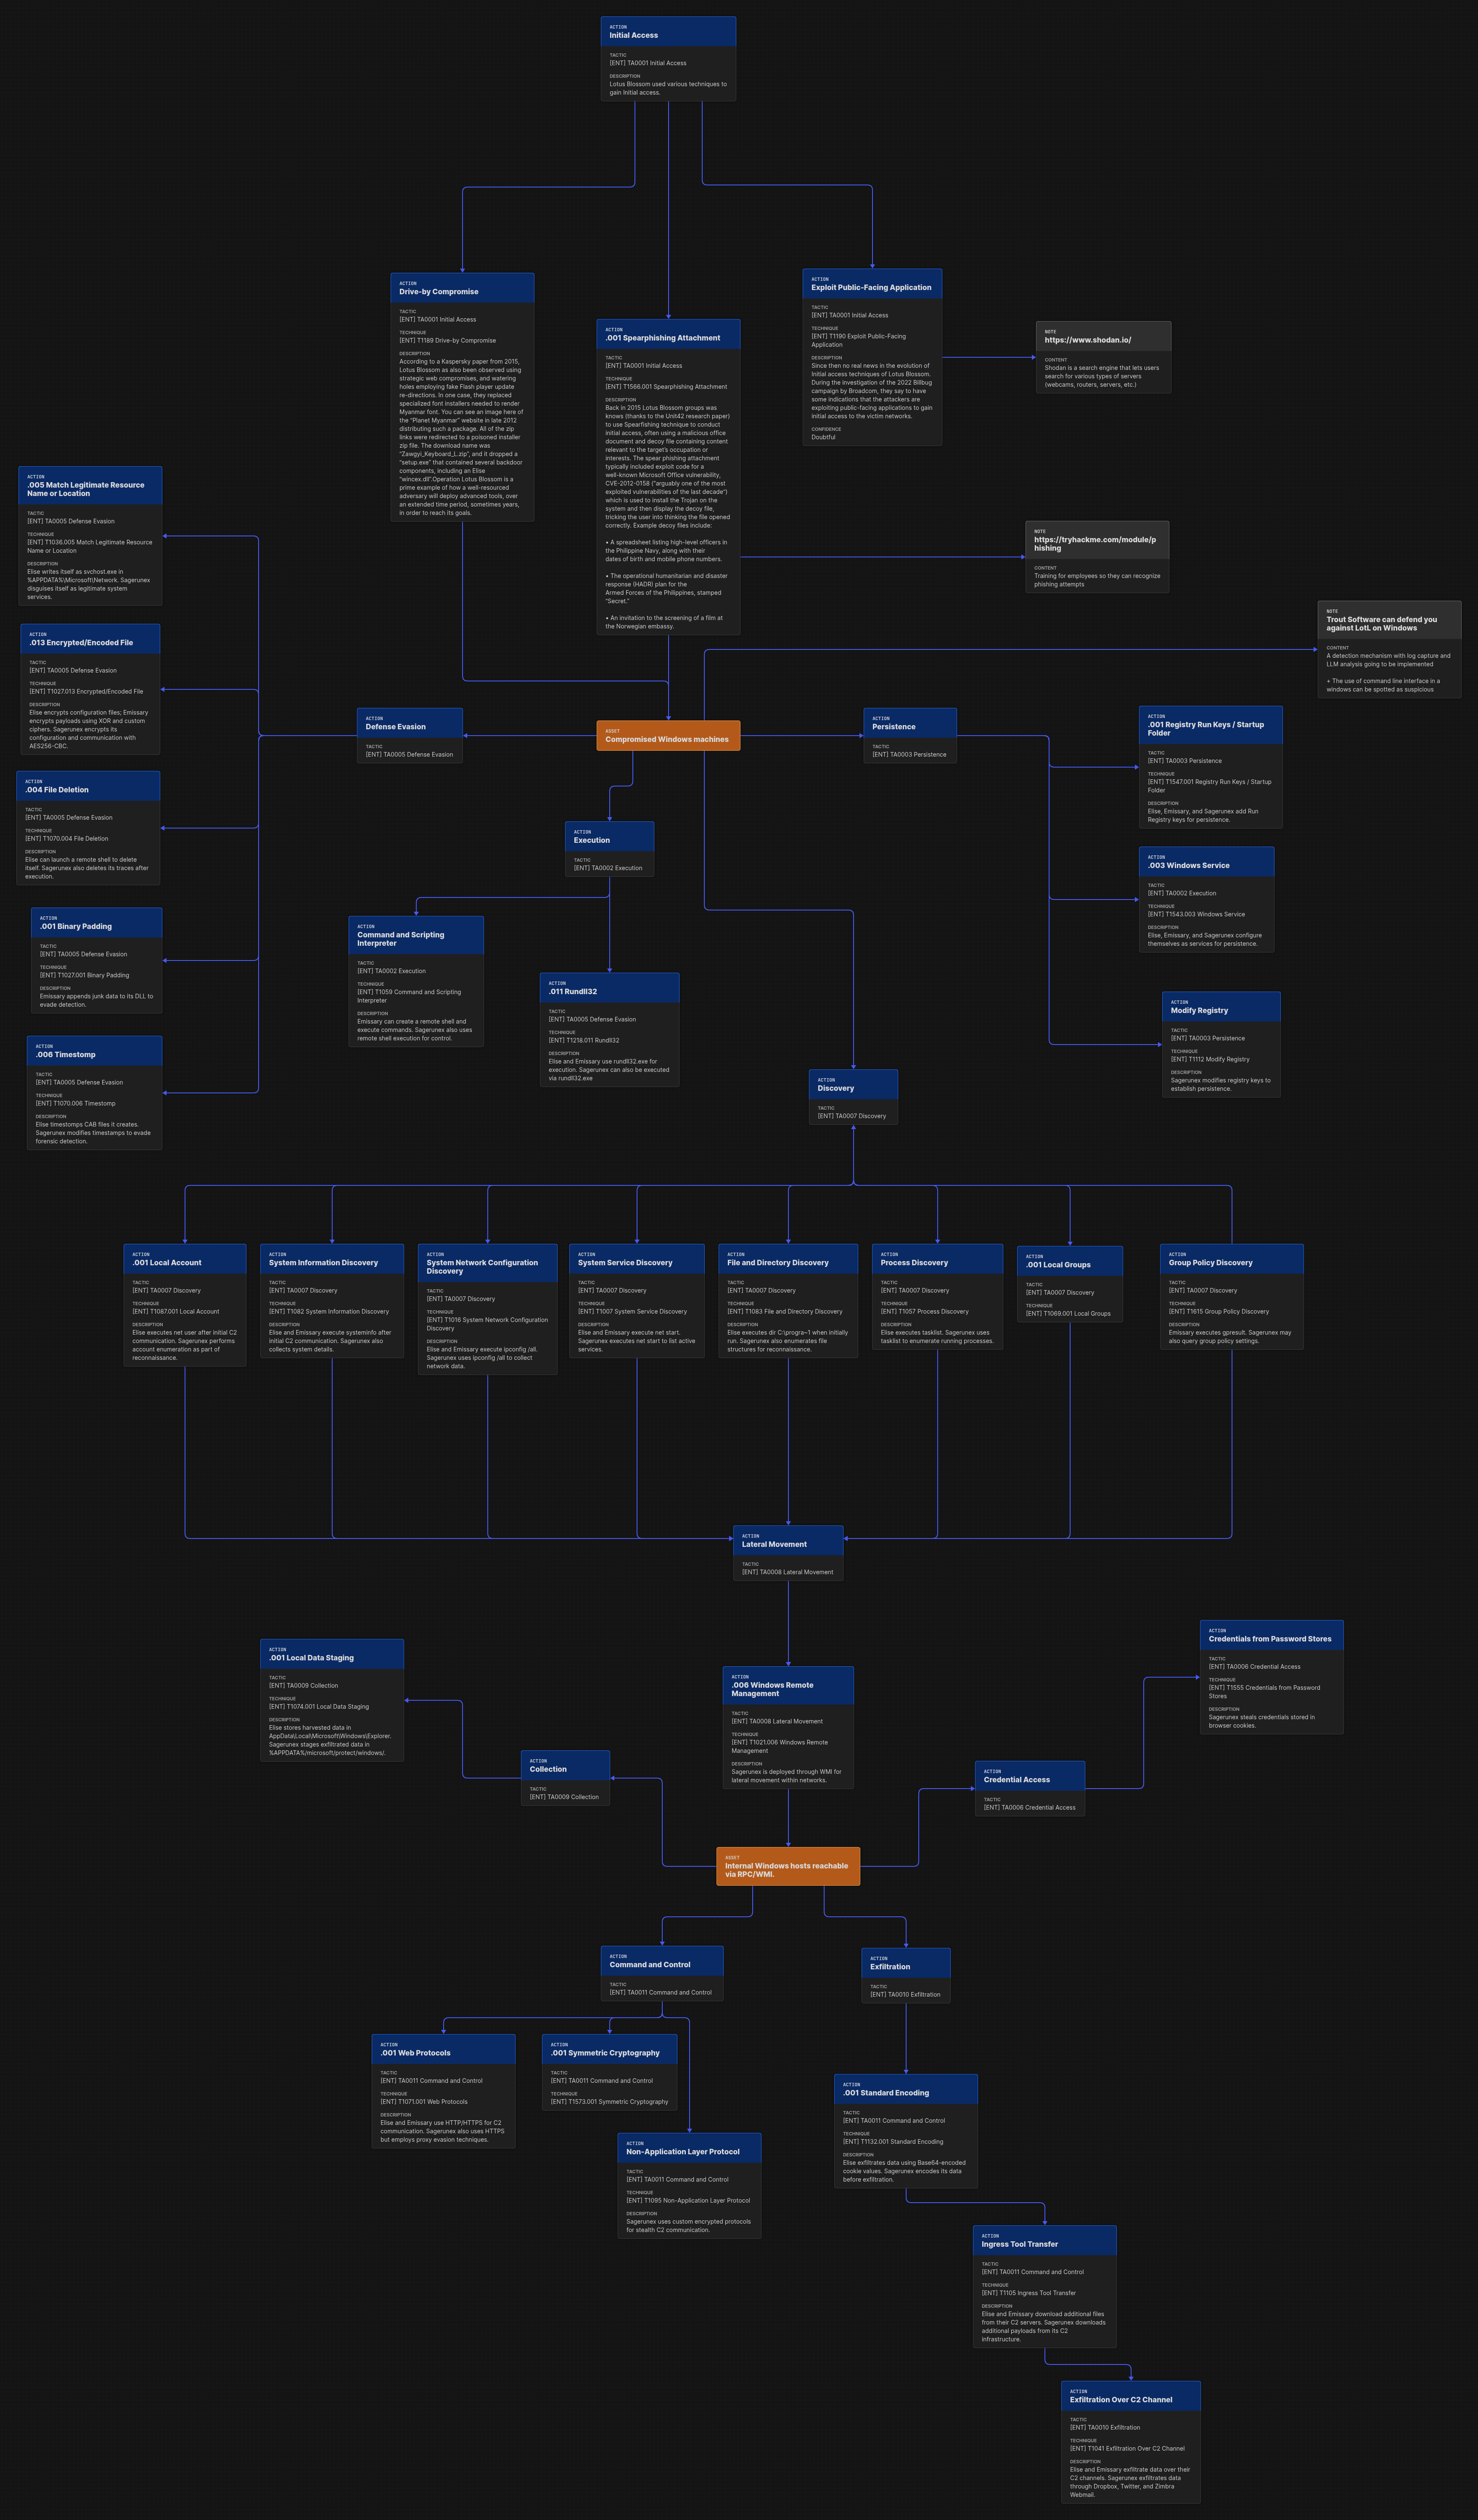 ACTION
Initial Access
TACTIC
[ENT] TA0001 Initial Access
DESCRIPTION
Lotus Blossom used various techniques to
gain Initial access.
ACTION
Drive-by Compromise
TACTIC
[ENT] TA0001 Initial Access
TECHNIQUE
[ENT] T1189 Drive-by Compromise
DESCRIPTION
According to a Kaspersky paper from 2015,
Lotus Blossom as also been observed using
strategic web compromises, and watering
holes employing fake Flash player update
re-directions. In one case, they replaced
specialized font installers needed to render
Myanmar font. You can see an image here of
the "Planet Myanmar" website in late 2012
distributing such a package. All of the zip
links were redirected to a poisoned installer
zip file. The download name was
"Zawgyi_Keyboard_L.zip", and it dropped a
"setup.exe" that contained several backdoor
components, including an Elise
"wincex.dll".Operation Lotus Blossom is a
prime example of how a well-resourced
adversary will deploy advanced tools, over
an extended time period, sometimes years,
in order to reach its goals.
ACTION
.001 Spearphishing Attachment
TACTIC
[ENT] TA0001 Initial Access
TECHNIQUE
[ENT] T1566.001 Spearphishing Attachment
DESCRIPTION
Back in 2015 Lotus Blossom groups was
knows (thanks to the Unit42 research paper)
to use Spearfishing technique to conduct
initial access, often using a malicious office
document and decoy file containing content
relevant to the target's occupation or
interests. The spear phishing attachment
typically included exploit code for a
well-known Microsoft Office vulnerability,
CVE-2012-0158 ("arguably one of the most
exploited vulnerabilities of the last decade")
which is used to install the Trojan on the
system and then display the decoy file,
tricking the user into thinking the file opened
correctly. Example decoy files include:
• A spreadsheet listing high-level officers in
the Philippine Navy, along with their
dates of birth and mobile phone numbers.
• The operational humanitarian and disaster
response (HADR) plan for the
Armed Forces of the Philippines, stamped
"Secret."
• An invitation to the screening of a film at
the Norwegian embassy.
ACTION
Exploit Public-Facing Application
TACTIC
[ENT] TA0001 Initial Access
TECHNIQUE
[ENT] T1190 Exploit Public-Facing
Application
DESCRIPTION
Since then no real news in the evolution of
Initial access techniques of Lotus Blossom.
During the investigation of the 2022 Billbug
campaign by Broadcom, they say to have
some indications that the attackers are
exploiting public-facing applications to gain
initial access to the victim networks.
CONFIDENCE
Doubtful
NOTE
https://www.shodan.io/
CONTENT
Shodan is a search engine that lets users
search for various types of servers
(webcams, routers, servers, etc.)
NOTE
https://tryhackme.com/module/p
hishing
CONTENT
Training for employees so they can recognize
phishing attempts
NOTE
Trout Software can defend you
against LotL on Windows
CONTENT
A detection mechanism with log capture and
LLM analysis going to be implemented
+ The use of command line interface in a
windows can be spotted as suspicious
ACTION
.005 Match Legitimate Resource
Name or Location
TACTIC
[ENT] TA0005 Defense Evasion
TECHNIQUE
[ENT] T1036.005 Match Legitimate Resource
Name or Location
DESCRIPTION
Elise writes itself as svchost.exe in
%APPDATA%\Microsoft\Network. Sagerunex
disguises itself as legitimate system
services.
ACTION
.013 Encrypted/Encoded File
TACTIC
[ENT] TA0005 Defense Evasion
TECHNIQUE
[ENT] T1027.013 Encrypted/Encoded File
DESCRIPTION
Elise encrypts configuration files; Emissary
encrypts payloads using XOR and custom
ciphers. Sagerunex encrypts its
configuration and communication with
AES256-CBC.
ACTION
.004 File Deletion
TACTIC
[ENT] TA0005 Defense Evasion
TECHNIQUE
[ENT] T1070.004 File Deletion
DESCRIPTION
Elise can launch a remote shell to delete
itself. Sagerunex also deletes its traces after
execution.
ACTION
.001 Binary Padding
TACTIC
[ENT] TA0005 Defense Evasion
TECHNIQUE
[ENT] T1027.001 Binary Padding
DESCRIPTION
Emissary appends junk data to its DLL to
evade detection.
ACTION
.006 Timestomp
TACTIC
[ENT] TA0005 Defense Evasion
TECHNIQUE
[ENT] T1070.006 Timestomp
DESCRIPTION
Elise timestomps CAB files it creates.
Sagerunex modifies timestamps to evade
forensic detection.
ACTION
Defense Evasion
TACTIC
[ENT] TA0005 Defense Evasion
ASSET
Compromised Windows machines
ACTION
Persistence
TACTIC
[ENT] TA0003 Persistence
ACTION
.001 Registry Run Keys / Startup
Folder
TACTIC
[ENT] TA0003 Persistence
TECHNIQUE
[ENT] T1547.001 Registry Run Keys / Startup
Folder
DESCRIPTION
Elise, Emissary, and Sagerunex add Run
Registry keys for persistence.
ACTION
.003 Windows Service
TACTIC
[ENT] TA0002 Execution
TECHNIQUE
[ENT] T1543.003 Windows Service
DESCRIPTION
Elise, Emissary, and Sagerunex configure
themselves as services for persistence.
ACTION
Modify Registry
TACTIC
[ENT] TA0003 Persistence
TECHNIQUE
[ENT] T1112 Modify Registry
DESCRIPTION
Sagerunex modifies registry keys to
establish persistence.
ACTION
Execution
TACTIC
[ENT] TA0002 Execution
ACTION
Command and Scripting
Interpreter
TACTIC
[ENT] TA0002 Execution
TECHNIQUE
[ENT] T1059 Command and Scripting
Interpreter
DESCRIPTION
Emissary can create a remote shell and
execute commands. Sagerunex also uses
remote shell execution for control.
ACTION
.011 Rundll32
TACTIC
[ENT] TA0005 Defense Evasion
TECHNIQUE
[ENT] T1218.011 Rundll32
DESCRIPTION
Elise and Emissary use rundll32.exe for
execution. Sagerunex can also be executed
via rundll32.exe
ACTION
Discovery
TACTIC
[ENT] TA0007 Discovery
ACTION
.001 Local Account
TACTIC
[ENT] TA0007 Discovery
TECHNIQUE
[ENT] T1087.001 Local Account
DESCRIPTION
Elise executes net user after initial C2
communication. Sagerunex performs
account enumeration as part of
reconnaissance.
ACTION
System Information Discovery
TACTIC
[ENT] TA0007 Discovery
TECHNIQUE
[ENT] T1082 System Information Discovery
DESCRIPTION
Elise and Emissary execute systeminfo after
initial C2 communication. Sagerunex also
collects system details.
ACTION
System Network Configuration
Discovery
TACTIC
[ENT] TA0007 Discovery
TECHNIQUE
[ENT] T1016 System Network Configuration
Discovery
DESCRIPTION
Elise and Emissary execute ipconfig /all.
Sagerunex uses ipconfig /all to collect
network data.
ACTION
System Service Discovery
TACTIC
[ENT] TA0007 Discovery
TECHNIQUE
[ENT] T1007 System Service Discovery
DESCRIPTION
Elise and Emissary execute net start.
Sagerunex executes net start to list active
services.
ACTION
File and Directory Discovery
TACTIC
[ENT] TA0007 Discovery
TECHNIQUE
[ENT] T1083 File and Directory Discovery
DESCRIPTION
Elise executes dir C:\progra~1 when initially
run. Sagerunex also enumerates file
structures for reconnaissance.
ACTION
Process Discovery
TACTIC
[ENT] TA0007 Discovery
TECHNIQUE
[ENT] T1057 Process Discovery
DESCRIPTION
Elise executes tasklist. Sagerunex uses
tasklist to enumerate running processes.
ACTION
.001 Local Groups
TACTIC
[ENT] TA0007 Discovery
TECHNIQUE
[ENT] T1069.001 Local Groups
ACTION
Group Policy Discovery
TACTIC
[ENT] TA0007 Discovery
TECHNIQUE
[ENT] T1615 Group Policy Discovery
DESCRIPTION
Emissary executes gpresult. Sagerunex may
also query group policy settings.
ACTION
Lateral Movement
TACTIC
[ENT] TA0008 Lateral Movement
ACTION
.006 Windows Remote
Management
TACTIC
[ENT] TA0008 Lateral Movement
TECHNIQUE
[ENT] T1021.006 Windows Remote
Management
DESCRIPTION
Sagerunex is deployed through WMI for
lateral movement within networks.
ACTION
.001 Local Data Staging
TACTIC
[ENT] TA0009 Collection
TECHNIQUE
[ENT] T1074.001 Local Data Staging
DESCRIPTION
Elise stores harvested data in
AppData\Local\Microsoft\Windows\Explorer.
Sagerunex stages exfiltrated data in
%APPDATA%/microsoft/protect/windows/.
ACTION
Collection
TACTIC
[ENT] TA0009 Collection
ACTION
Credentials from Password Stores
TACTIC
[ENT] TA0006 Credential Access
TECHNIQUE
[ENT] T1555 Credentials from Password
Stores
DESCRIPTION
Sagerunex steals credentials stored in
browser cookies.
ACTION
Credential Access
TACTIC
[ENT] TA0006 Credential Access
ASSET
Internal Windows hosts reachable
via RPC/WMI.
ACTION
Command and Control
TACTIC
[ENT] TA0011 Command and Control
ACTION
Exfiltration
TACTIC
[ENT] TA0010 Exfiltration
ACTION
.001 Web Protocols
TACTIC
[ENT] TA0011 Command and Control
TECHNIQUE
[ENT] T1071.001 Web Protocols
DESCRIPTION
Elise and Emissary use HTTP/HTTPS for C2
communication. Sagerunex also uses HTTPS
but employs proxy evasion techniques.
ACTION
.001 Symmetric Cryptography
TACTIC
[ENT] TA0011 Command and Control
TECHNIQUE
[ENT] T1573.001 Symmetric Cryptography
ACTION
Non-Application Layer Protocol
TACTIC
[ENT] TA0011 Command and Control
TECHNIQUE
[ENT] T1095 Non-Application Layer Protocol
DESCRIPTION
Sagerunex uses custom encrypted protocols
for stealth C2 communication.
ACTION
.001 Standard Encoding
TACTIC
[ENT] TA0011 Command and Control
TECHNIQUE
[ENT] T1132.001 Standard Encoding
DESCRIPTION
Elise exfiltrates data using Base64-encoded
cookie values. Sagerunex encodes its data
before exfiltration.
ACTION
Ingress Tool Transfer
TACTIC
[ENT] TA0011 Command and Control
TECHNIQUE
[ENT] T1105 Ingress Tool Transfer
DESCRIPTION
Elise and Emissary download additional files
from their C2 servers. Sagerunex downloads
additional payloads from its C2
infrastructure.
ACTION
Exfiltration Over C2 Channel
TACTIC
[ENT] TA0010 Exfiltration
TECHNIQUE
[ENT] T1041 Exfiltration Over C2 Channel
DESCRIPTION
Elise and Emissary exfiltrate data over their
C2 channels. Sagerunex exfiltrates data
through Dropbox, Twitter, and Zimbra
Webmail.